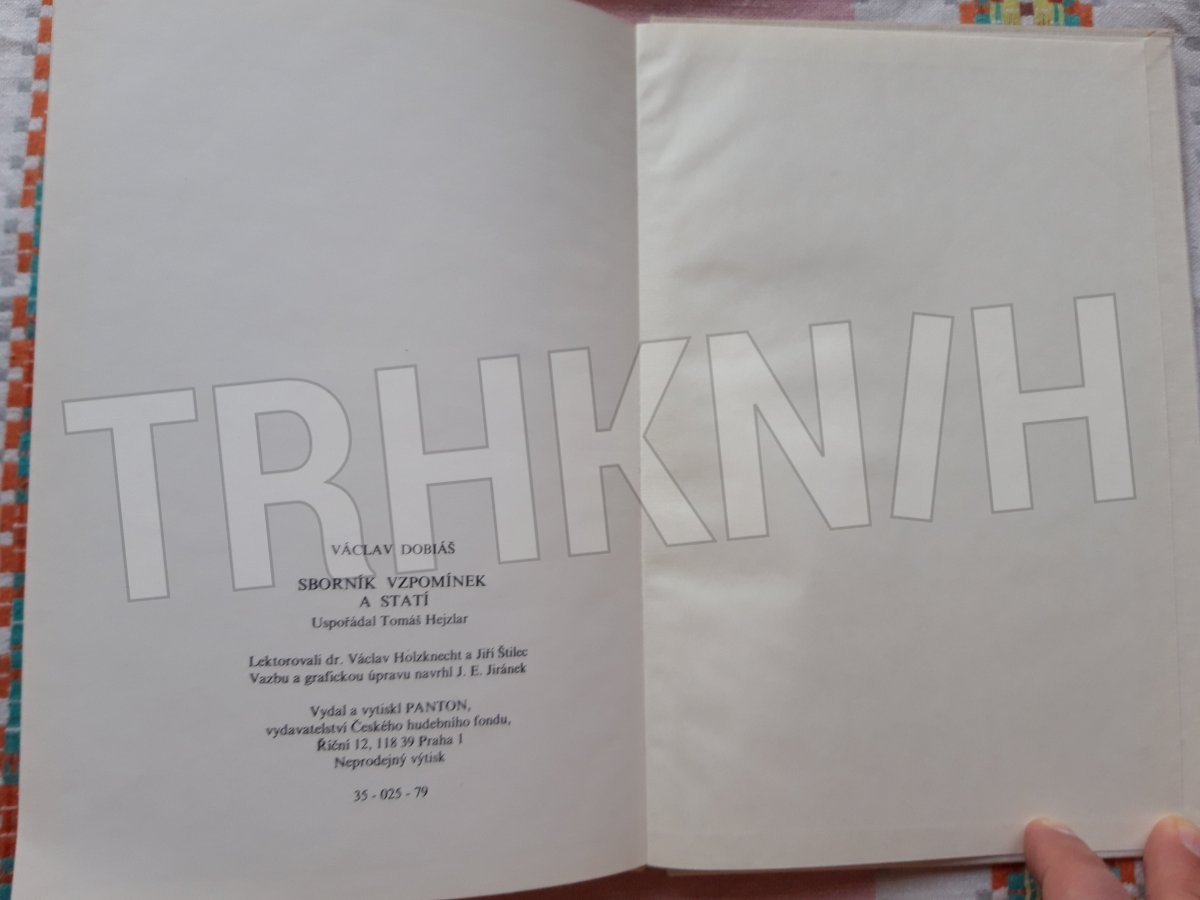 TRHKNIH
VÁCLAV DOBIÁŠ
SBORNÍK VZPOMÍNEK
A STATÍ
Uspořádal Tomáš Hejzlar
Lektorovali dr. Václav Holzknecht a Jiří Štilec
Vazbu a grafickou úpravu navrhl J. E. Jiránek
Vydal a vytiskl PANTON,
vydavatelství Českého hudebního fondu,
Říční 12, 118 39 Praha 1
Neprodejný výtisk
35 - 025 - 79